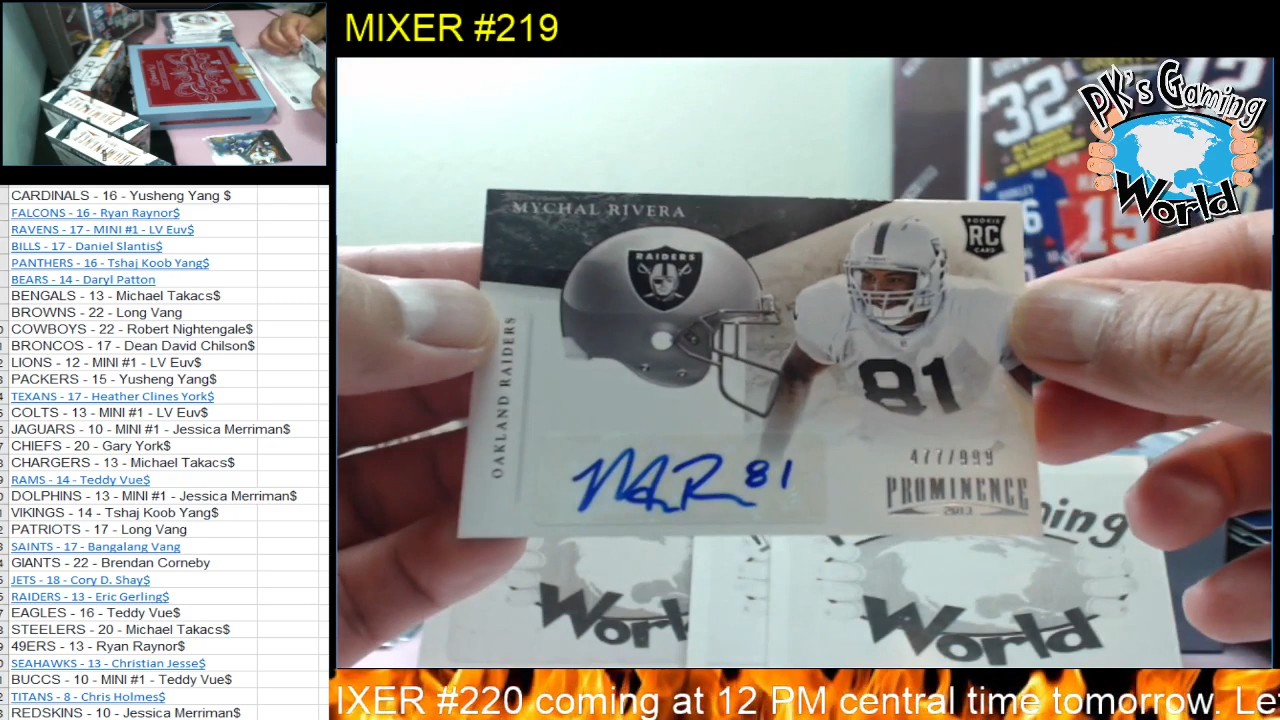 MIXER #219
PK's Gaming World
CARDINALS - 16 - Yusheng Yang $
FALCONS - 16 - Ryan Raynor$
RAVENS - 17 - MINI #1 - LV Euv$
BILLS - 17 - Daniel Slantis$
PANTHERS - 16 - Tshaj Koob Yang$
BEARS - 14 - Daryl Patton
BENGALS - 13 - Michael Takacs$
BROWNS - 22 - Long Vang
COWBOYS - 22 - Robert Nightengale$
BRONCOS - 17 - Dean David Chilson$
LIONS - 12 - MINI #1 - LV Euv$
PACKERS - 15 - Yusheng Yang$
TEXANS - 17 - Heather Clines York$
COLTS - 13 - MINI #1 - LV Euv$
JAGUARS - 10 - MINI #1 - Jessica Merriman$
CHIEFS - 20 - Gary York$
CHARGERS - 13 - Michael Takacs$
RAMS - 14 - Teddy Vue$
DOLPHINS - 13 - MINI #1 - Jessica Merriman$
VIKINGS - 14 - Tshaj Koob Yang$
PATRIOTS - 17 - Long Vang
SAINTS - 17 - Bangalang Vang
GIANTS - 22 - Brendan Corneby
JETS - 18 - Cory D. Shay$
RAIDERS - 13 - Eric Gerling$
EAGLES - 16 - Teddy Vue$
STEELERS - 20 - Michael Takacs$
49ERS - 13 - Ryan Raynor$
SEAHAWKS - 13 - Christian Jesse$
BUCCS - 10 - MINI #1 - Teddy Vue$
TITANS - 8 - Chris Holmes$
REDSKINS - 10 - Jessica Merriman$
MYCHAL RIVERA
ROOKIE
RC
CARD
RAIDERS
OAKLAND RAIDERS
81
81
477/999
PROMINENCE
2013
32
15
World
World
IXER #220 coming at 12 PM central time tomorrow. Le